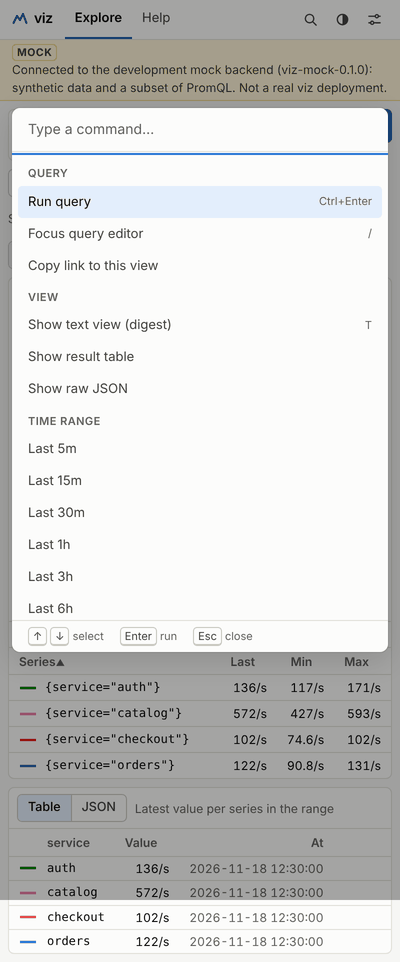 viz Explore Help
MOCK
Connected to the development mock backend (viz-mock-0.1.0):
synthetic data and a subset of PromQL. Not a real viz deployment.
Type a command...
QUERY
Run query Ctrl+Enter
Focus query editor /
Copy link to this view
VIEW
Show text view (digest) T
Show result table
Show raw JSON
TIME RANGE
Last 5m
Last 15m
Last 30m
Last 1h
Last 3h
Last 6h
↑ ↓ select Enter run Esc close
Series▲ Last Min Max
{service="auth"} 136/s 117/s 171/s
{service="catalog"} 572/s 427/s 593/s
{service="checkout"} 102/s 74.6/s 102/s
{service="orders"} 122/s 90.8/s 131/s
Table JSON Latest value per series in the range
service Value At
auth 136/s 2026-11-18 12:30:00
catalog 572/s 2026-11-18 12:30:00
checkout 102/s 2026-11-18 12:30:00
orders 122/s 2026-11-18 12:30:00